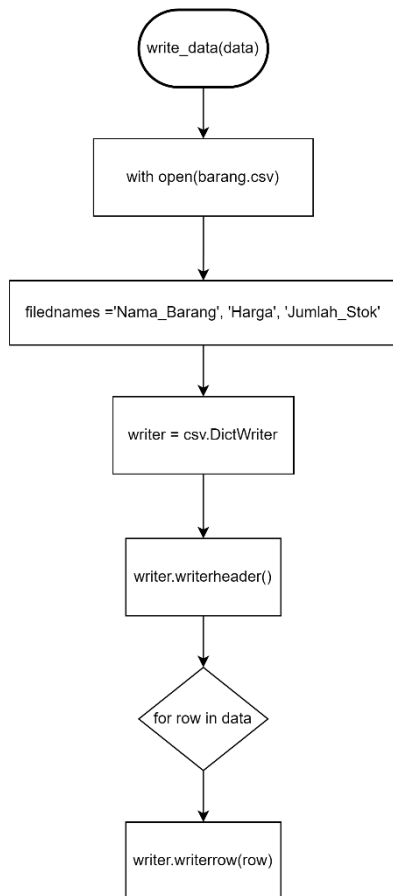 write_data(data)
with open(barang.csv)
filednames ='Nama_Barang', 'Harga', 'Jumlah_Stok'
writer = csv.DictWriter
writer.writerheader()
for row in data
writer.writerrow(row)